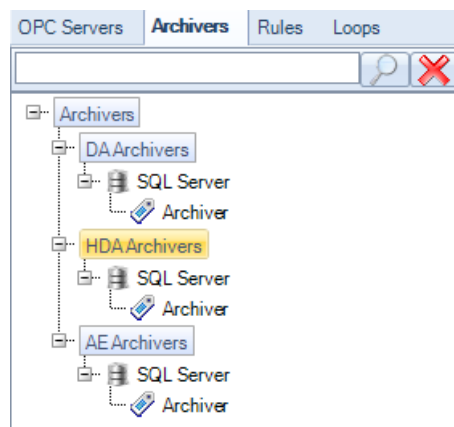 OPC Servers Archivers Rules Loops
Archivers
DA Archivers
SQL Server
Archiver
HDA Archivers
SQL Server
Archiver
AE Archivers
SQL Server
Archiver